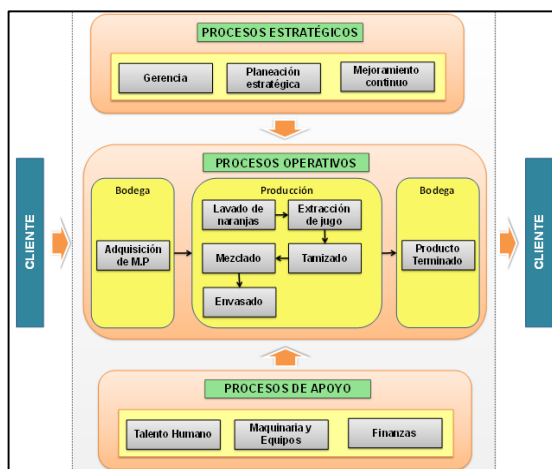 PROCESOS ESTRATÉGICOS
Gerencia
Planeación
estratégica
Mejoramiento
continuo
CLIENTE
PROCESOS OPERATIVOS
Bodega
Adquisición
de M.P
Producción
Lavado de
naranjas
Extracción
de jugo
Mezclado
Tamizado
Envasado
Bodega
Producto
Terminado
CLIENTE
PROCESOS DE APOYO
Talento Humano
Maquinaria y
Equipos
Finanzas